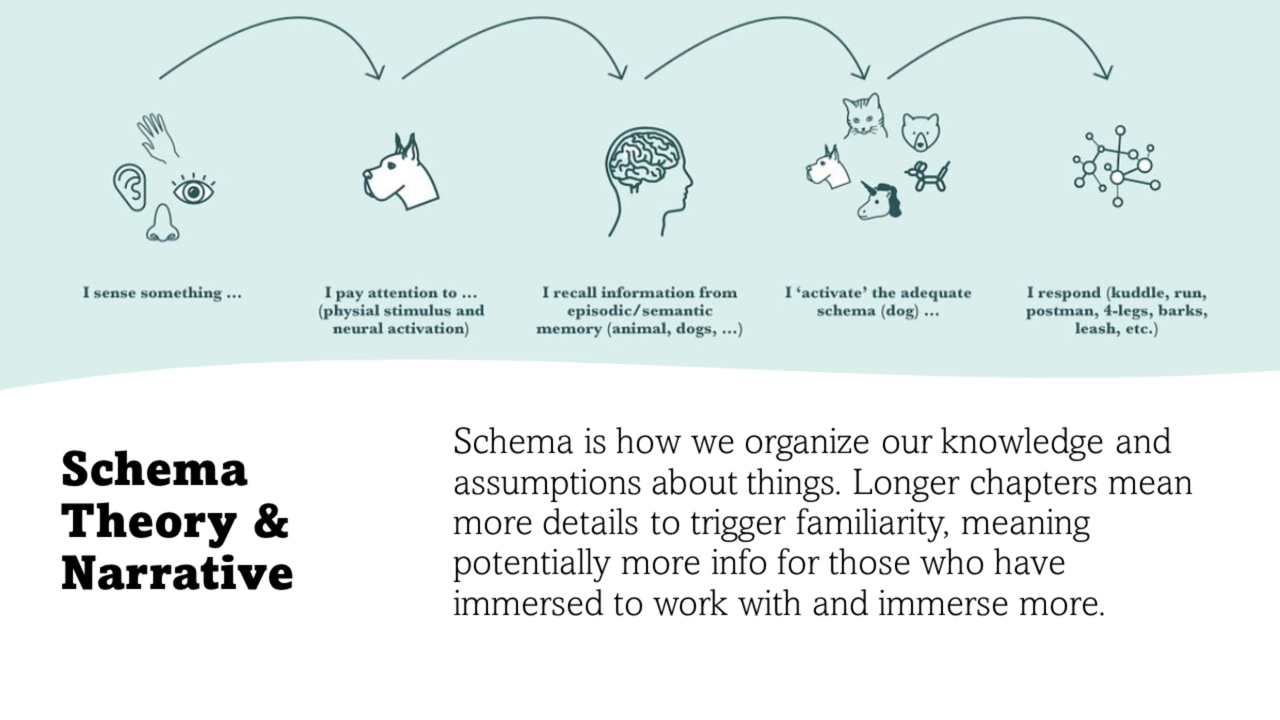 I sense something ...
I pay attention to ...
(physial stimulus and
neural activation)
I recall information from
episodic/semantic
memory (animal, dogs, ...)
I ‘activate’ the adequate
schema (dog) ...
I respond (kuddle, run,
postman, 4-legs, barks,
leash, etc.)
Schema
Theory &
Narrative
Schema is how we organize our knowledge and
assumptions about things. Longer chapters mean
more details to trigger familiarity, meaning
potentially more info for those who have
immersed to work with and immerse more.